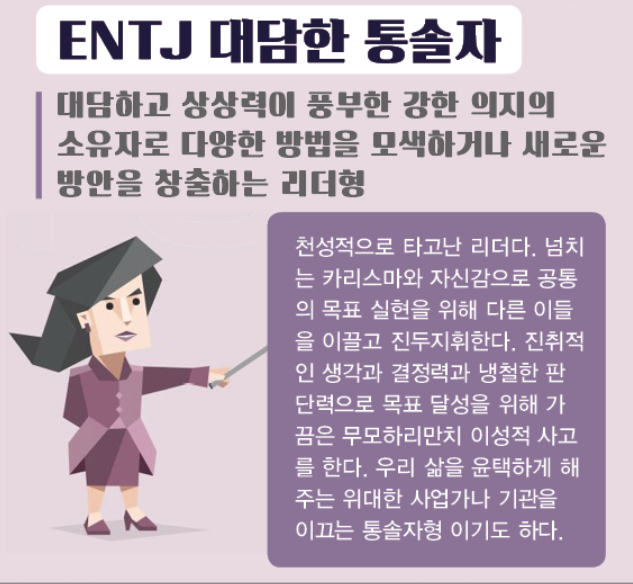 ENTJ 대담한 통솔자
대담하고 상상력이 풍부한 강한 의지의
소유자로 다양한 방법을 모색하거나 새로운
방안을 창출하는 리더형
천성적으로 타고난 리더다. 넘치
는 카리스마와 자신감으로 공통
의 목표 실현을 위해 다른 이들
을 이끌고 진두지휘한다. 진취적
인 생각과 결정력과 냉철한 판
단력으로 목표 달성을 위해 가
끔은 무모하리만치 이성적 사고
를 한다. 우리 삶을 윤택하게 해
주는 위대한 사업가나 기관을
이끄는 통솔자형 이기도 하다.